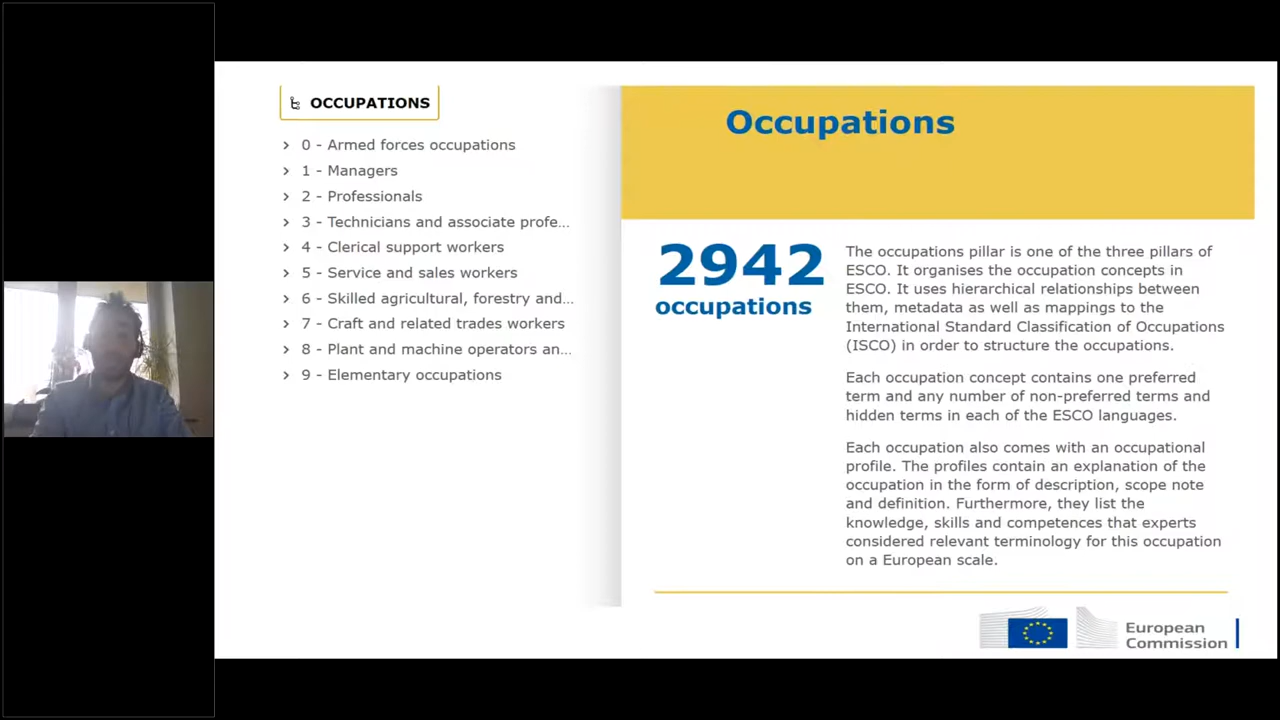 OCCUPATIONS
0 - Armed forces occupations
1 - Managers
2 - Professionals
3 - Technicians and associate profe...
4 - Clerical support workers
5 - Service and sales workers
6 - Skilled agricultural, forestry and...
7 - Craft and related trades workers
8 - Plant and machine operators an...
9 - Elementary occupations
Occupations
2942
occupations
The occupations pillar is one of the three pillars of
ESCO. It organises the occupation concepts in
ESCO. It uses hierarchical relationships between
them, metadata as well as mappings to the
International Standard Classification of Occupations
(ISCO) in order to structure the occupations.
Each occupation concept contains one preferred
term and any number of non-preferred terms and
hidden terms in each of the ESCO languages.
Each occupation also comes with an occupational
profile. The profiles contain an explanation of the
occupation in the form of description, scope note
and definition. Furthermore, they list the
knowledge, skills and competences that experts
considered relevant terminology for this occupation
on a European scale.
European
Commission